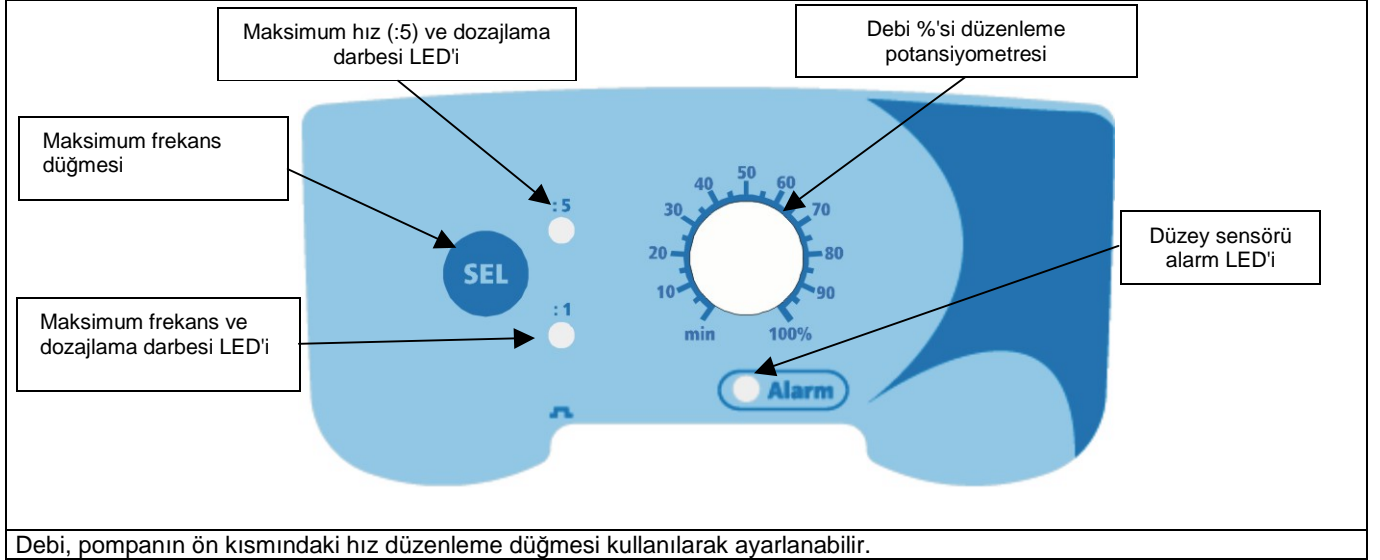 Maksimum hız (:5) ve dozajlama
darbesi LED'i
Debi %'si düzenleme
potansiyometresi
Maksimum frekans
düğmesi
Düzey sensörü
alarm LED'i
Maksimum frekans ve
dozajlama darbesi LED'i
SEL
: 5
: 1
min
10
20
30
40
50
60
70
80
90
100%
Alarm
Debi, pompanın ön kısmındaki hız düzenleme düğmesi kullanılarak ayarlanabilir.